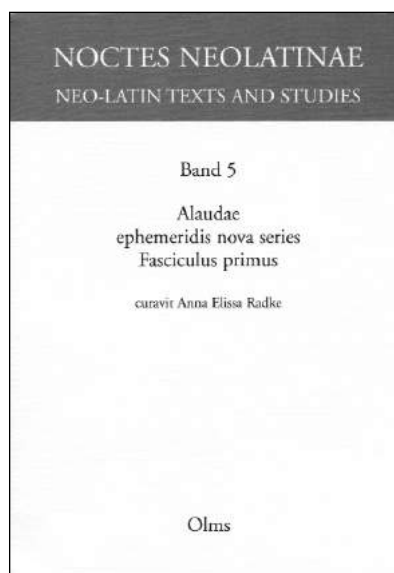 NOCTES NEOLATINAE
NEO-LATIN TEXTS AND STUDIES
Band 5
Alaudae
ephemeridis nova series
Fasciculus primus
curavit Anna Elissa Radke
Olms